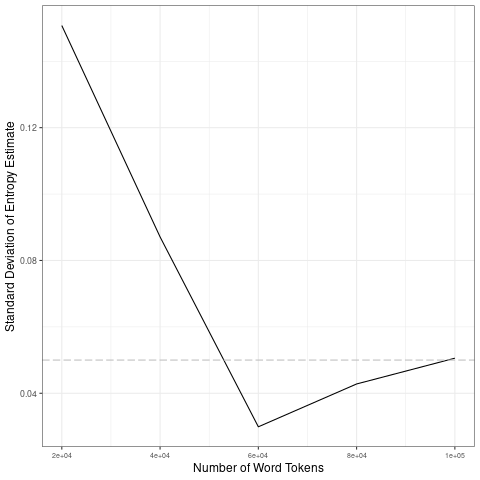 Standard Deviation of Entropy Estimate
0.12
0.08
0.04
2e+04 4e+04 6e+04 8e+04 1e+05
Number of Word Tokens